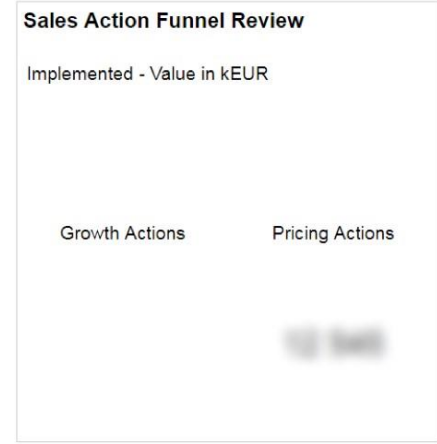 Sales Action Funnel Review
Implemented - Value in kEUR
Growth Actions Pricing Actions